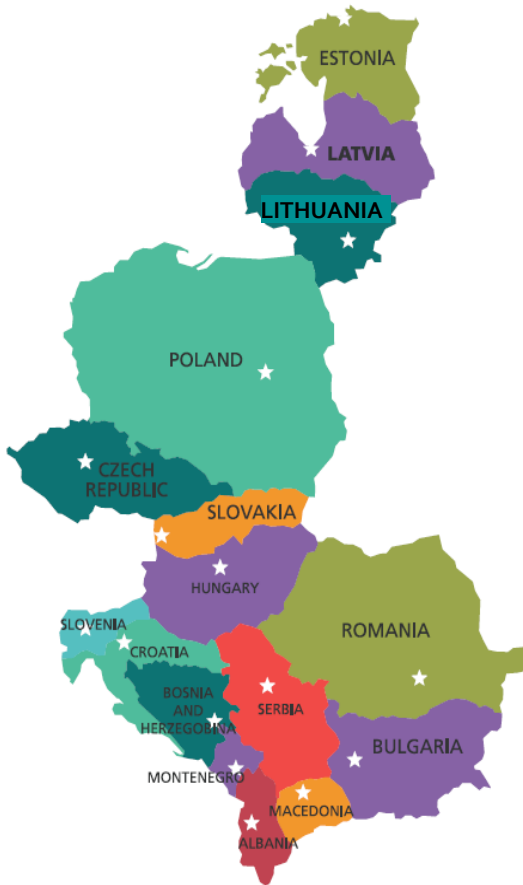 ESTONIA
LATVIA
LITHUANIA
POLAND
CZECH
REPUBLIC
SLOVAKIA
HUNGARY
SLOVENIA
CROATIA
ROMANIA
BOSNIA
AND
HERZEGOBINA
SERBIA
BULGARIA
MONTENEGRO
MACEDONIA
ALBANIA